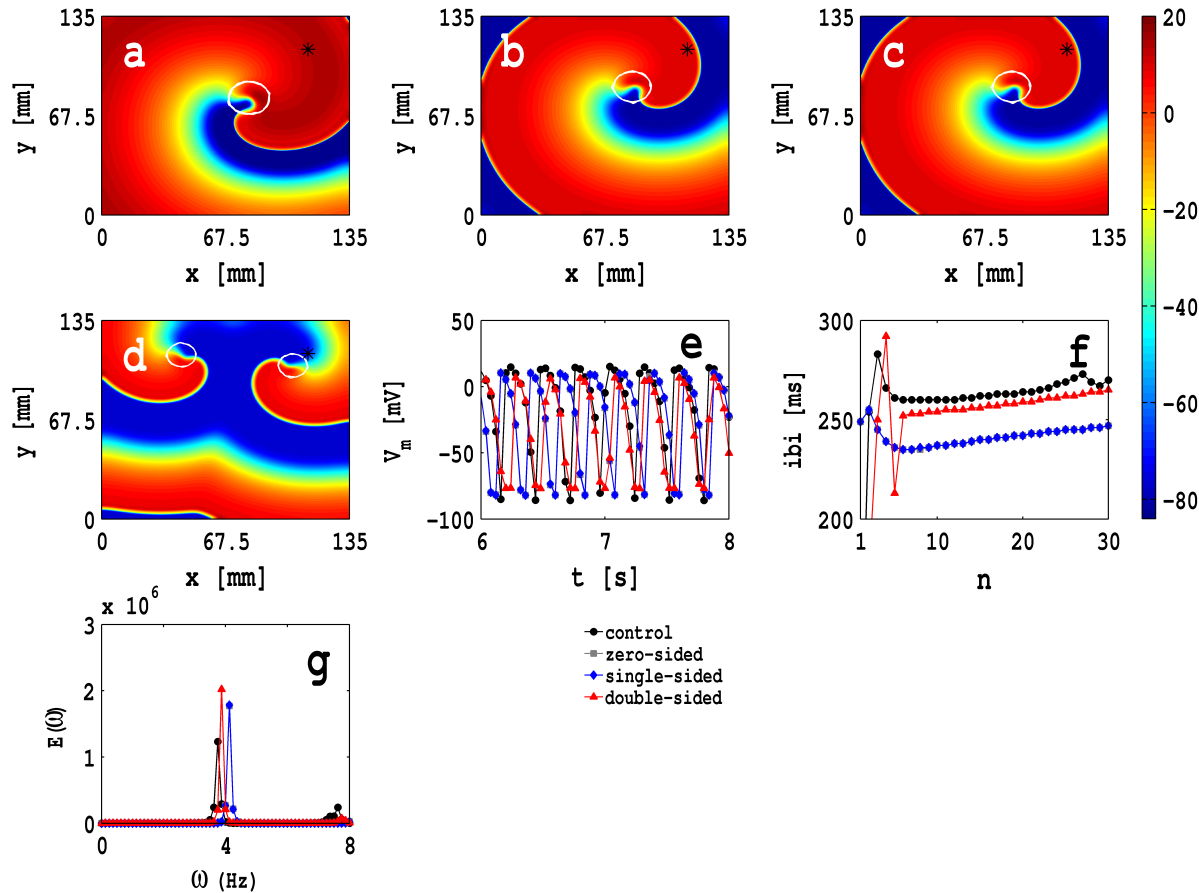 135
67.5
0
y [mm]
a
0 67.5 135
x [mm]
135
67.5
0
y [mm]
b
0 67.5 135
x [mm]
135
67.5
0
y [mm]
c
0 67.5 135
x [mm]
20
0
−20
−40
−60
−80
135
67.5
0
y [mm]
d
0 67.5 135
x [mm]
50
0
−50
−100
Vm [mV]
e
6 7 8
t [s]
300
250
200
ibi [ms]
f
1 10 20 30
n
x 10^6
3
2
1
0
E(ω)
g
0 4 8
ω (Hz)
control
zero-sided
single-sided
double-sided